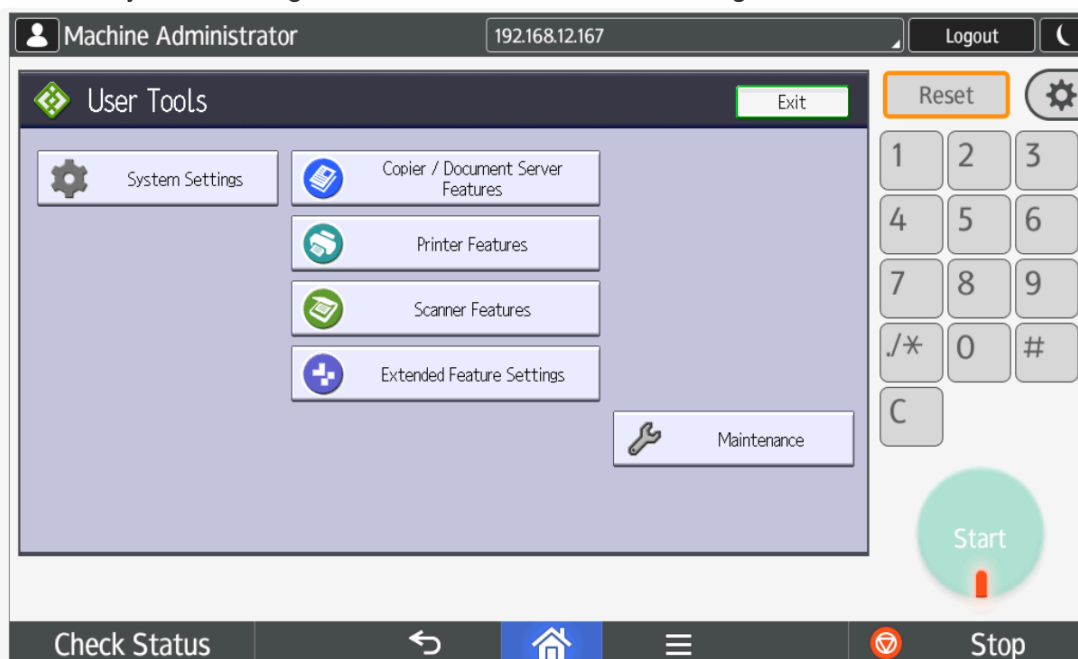 Machine Administrator
192.168.12.167
Logout
User Tools
Exit
Reset
System Settings
Copier / Document Server
Features
Printer Features
Scanner Features
Extended Feature Settings
Maintenance
1 2 3
4 5 6
7 8 9
./* 0 #
C
Start
Check Status
Stop